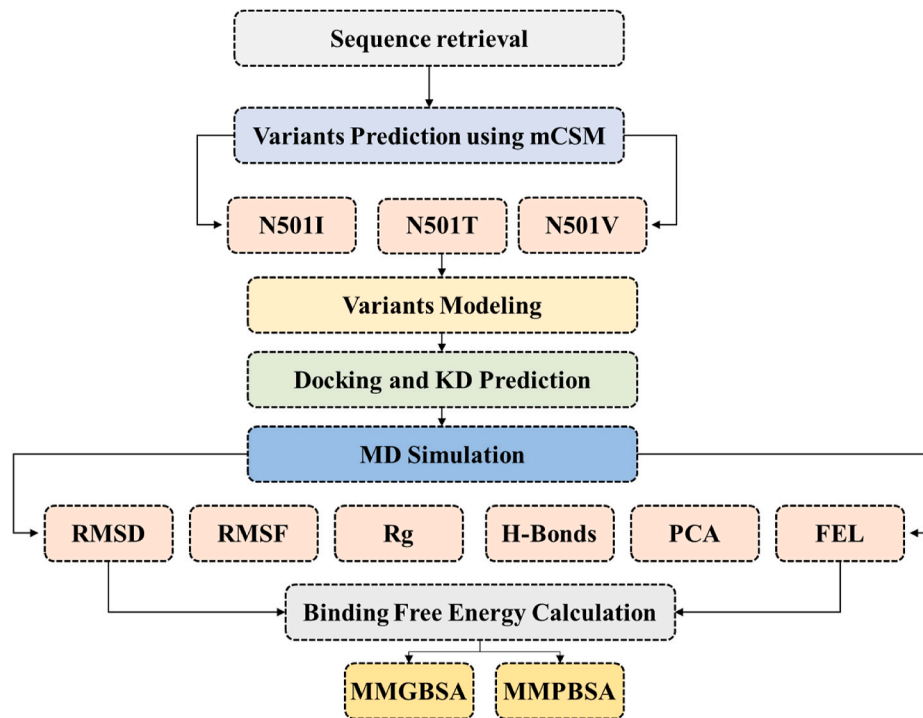 Sequence retrieval
Variants Prediction using mCSM
N501I
N501T
N501V
Variants Modeling
Docking and KD Prediction
MD Simulation
RMSD
RMSF
Rg
H-Bonds
PCA
FEL
Binding Free Energy Calculation
MMGBSA
MMPBSA